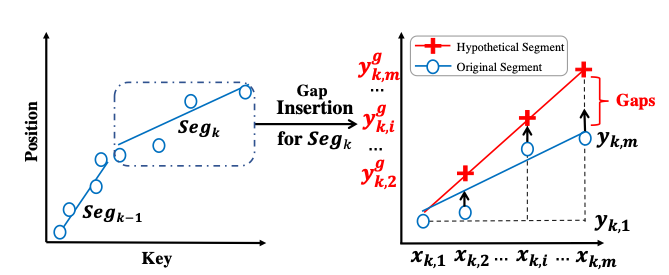 Position
Key
Seg_{k-1}
Seg_k
Gap
Insertion
for Seg_k
Hypothetical Segment
Original Segment
y^g_{k,m}
...
y^g_{k,i}
...
y^g_{k,2}
Gaps
y_{k,m}
y_{k,1}
x_{k,1} x_{k,2} ... x_{k,i} ... x_{k,m}